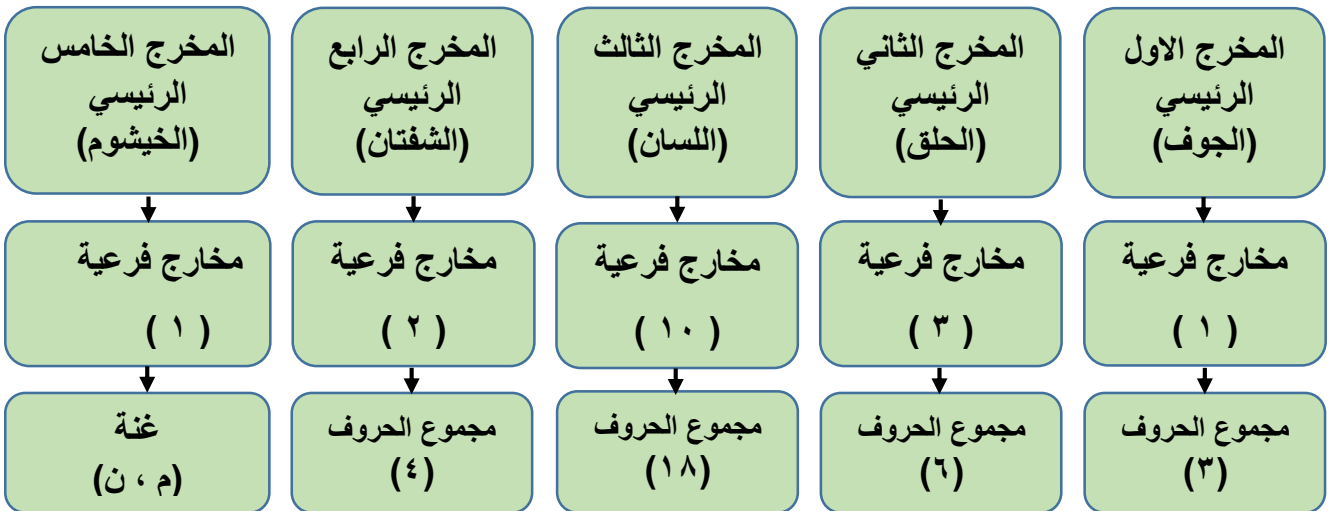 المخرج الاول
الرئيسي
(الجوف)
المخرج الثاني
الرئيسي
(الحلق)
المخرج الثالث
الرئيسي
(اللسان)
المخرج الرابع
الرئيسي
(الشفتان)
المخرج الخامس
الرئيسي
(الخيشوم)
مخارج فرعية
( ١ )
مخارج فرعية
( ٣ )
مخارج فرعية
( ١٠ )
مخارج فرعية
( ٢ )
مخارج فرعية
( ١ )
مجموع الحروف
(٣)
مجموع الحروف
(٦)
مجموع الحروف
(١٨)
مجموع الحروف
(٤)
غنة
(م ، ن)